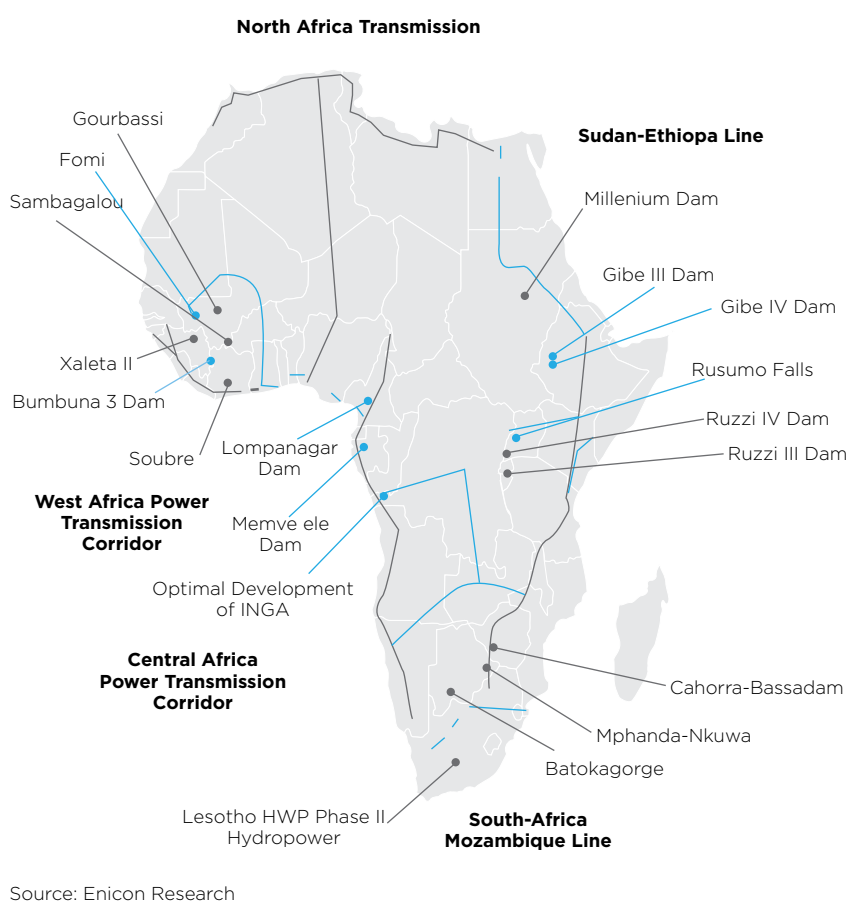 North Africa Transmission
Gourbassi
Fomi
Sambagalou
Sudan-Ethiopa Line
Millenium Dam
Gibe III Dam
Gibe IV Dam
Rusumo Falls
Ruzzi IV Dam
Ruzzi III Dam
Xaleta II
Bumbuna 3 Dam
Soubre
Lompanagar
Dam
West Africa Power
Transmission
Corridor
Memve ele
Dam
Optimal Development
of INGA
Central Africa
Power Transmission
Corridor
Cahorra-Bassadam
Mphanda-Nkuwa
Batokagorge
Lesotho HWP Phase II
Hydropower
South-Africa
Mozambique Line
Source: Enicon Research